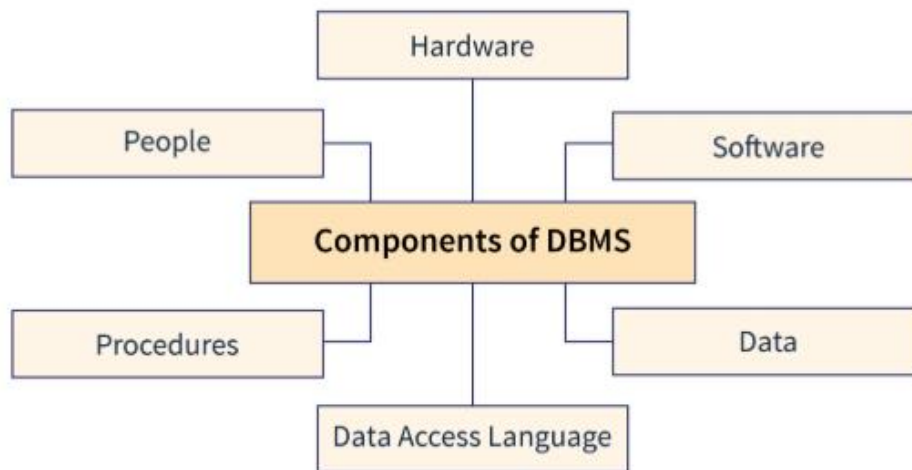 Hardware
People
Software
Components of DBMS
Procedures
Data
Data Access Language